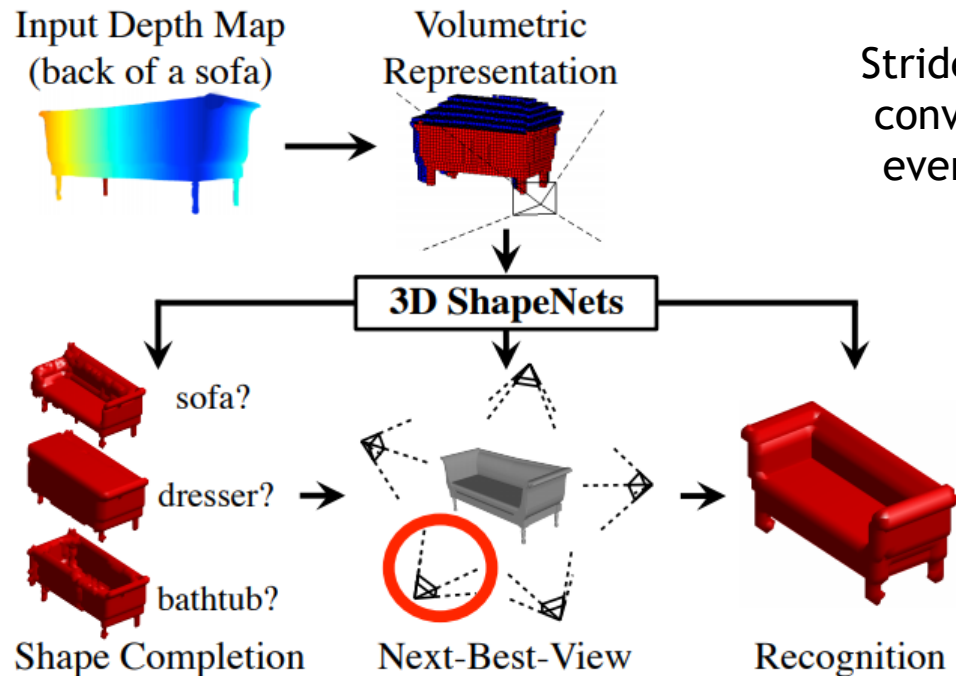 Input Depth Map
(back of a sofa)
Volumetric
Representation
conv
3D ShapeNets
sofa?
dresser?
bathtub?
Shape Completion
Next-Best-View
Recognition